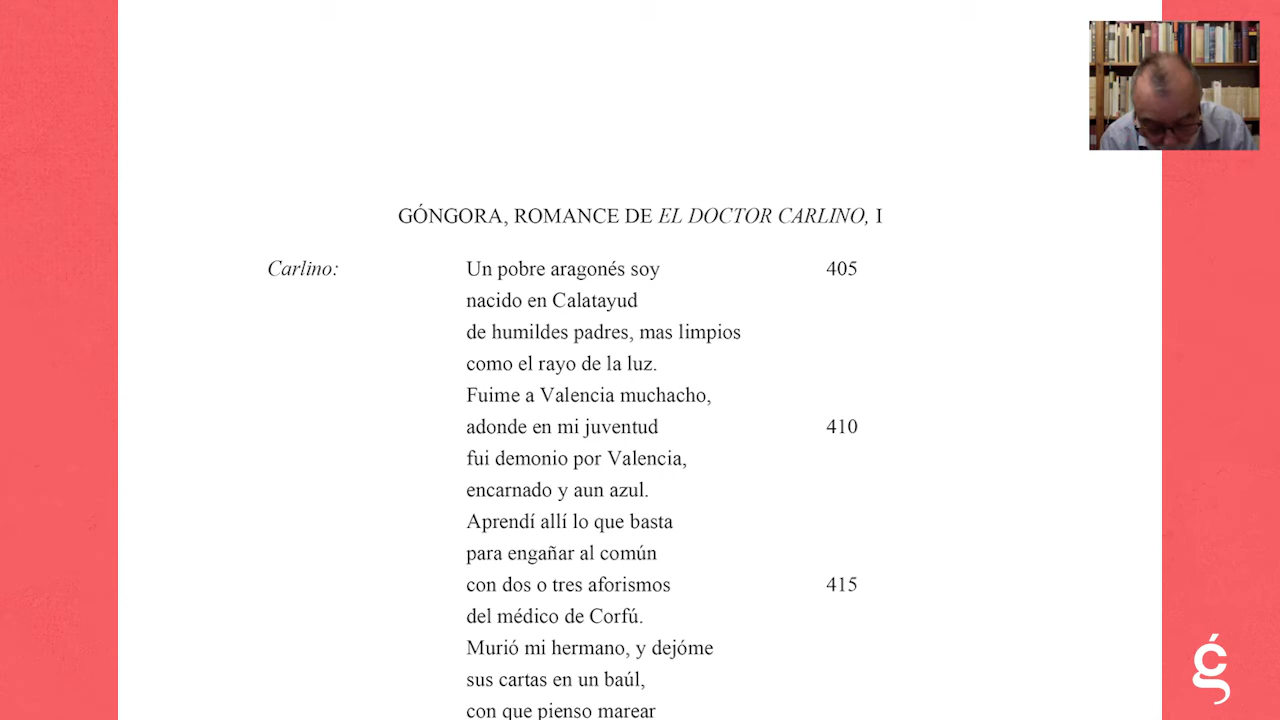 GÓNGORA, ROMANCE DE EL DOCTOR CARLINO, I
Carlino: Un pobre aragonés soy 405
nacido en Calatayud
de humildes padres, mas limpios
como el rayo de la luz.
Fuime a Valencia muchacho,
adonde en mi juventud 410
fui demonio por Valencia,
encarnado y aun azul.
Aprendí allí lo que basta
para engañar al común
con dos o tres aforismos 415
del médico de Corfú.
Murió mi hermano, y dejóme
sus cartas en un baúl,
con que pienso marear
ǵc